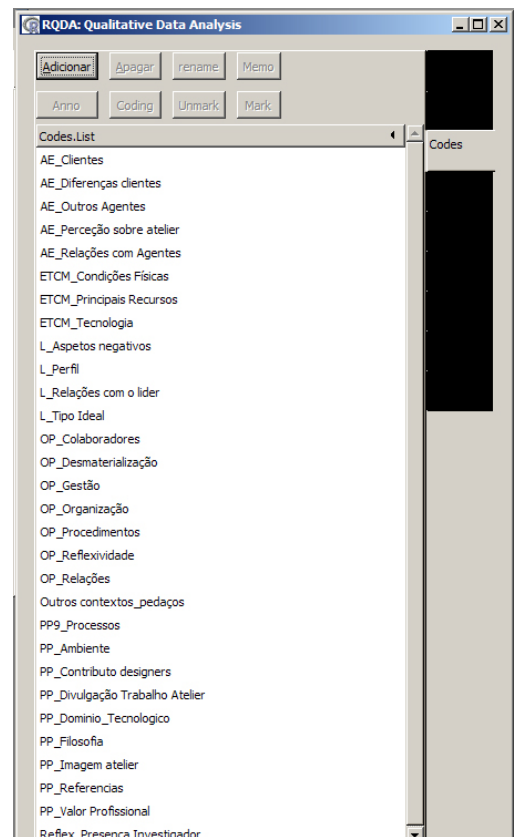 RQDA: Qualitative Data Analysis
Adicionar Apagar rename Memo
Anno Coding Unmark Mark
Codes.List
Codes
AE_Clientes
AE_Diferenças clientes
AE_Outros Agentes
AE_Perceção sobre atelier
AE_Relações com Agentes
ETCM_Condições Físicas
ETCM_Principais Recursos
ETCM_Tecnologia
L_Aspetos negativos
L_Perfil
L_Relações com o lider
L_Tipo Ideal
OP_Colaboradores
OP_Desmaterialização
OP_Gestão
OP_Organização
OP_Procedimentos
OP_Reflexividade
OP_Relações
Outros contextos_pedaços
PP9_Processos
PP_Ambiente
PP_Contributo designers
PP_Divulgação Trabalho Atelier
PP_Dominio_Tecnologico
PP_Filosofia
PP_Imagem atelier
PP_Referencias
PP_Valor Profissional
Reflex_Presença Investigador